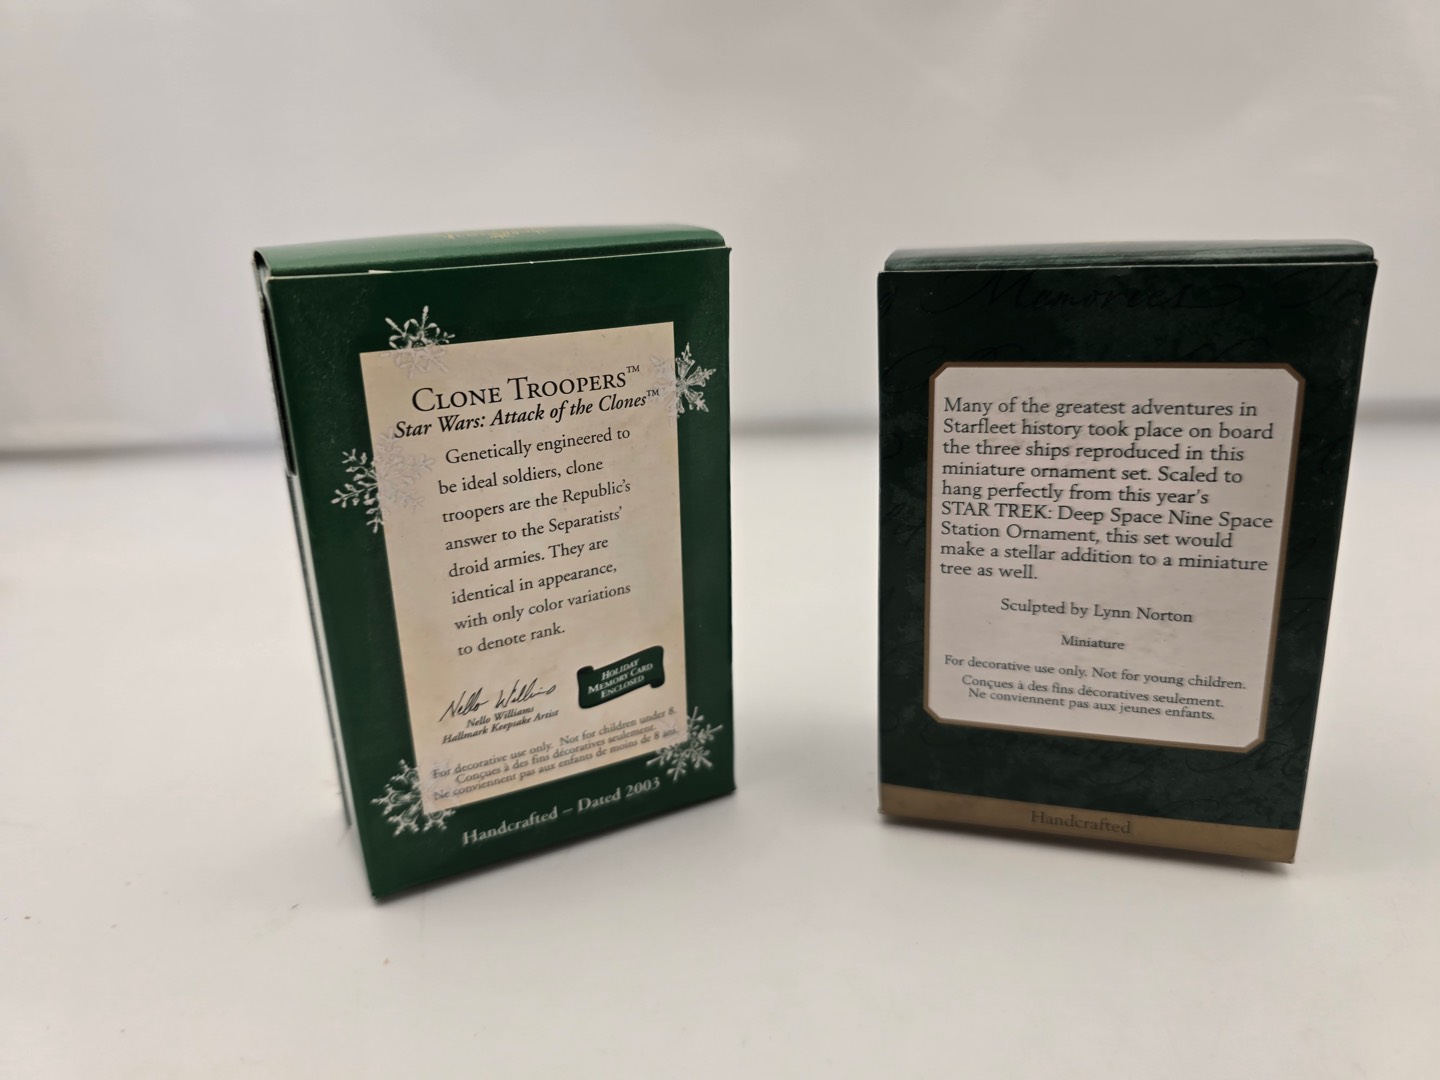 CLONE TROOPERS™
Star Wars: Attack of the Clones™
Genetically engineered to
be ideal soldiers, clone
troopers are the Republic's
answer to the Separatists'
droid armies. They are
identical in appearance,
with only color variations
to denote rank.
Nello Williams
Nello Williams
Hallmark Keepsake Artist
HOLIDAY
MEMORY CARD
ENCLOSED
For decorative use only. Not for children under 8.
Conçues à des fins décoratives seulement.
Ne conviennent pas aux enfants de moins de 8 ans.
Handcrafted – Dated 2003
Memories
Many of the greatest adventures in
Starfleet history took place on board
the three ships reproduced in this
miniature ornament set. Scaled to
hang perfectly from this year's
STAR TREK: Deep Space Nine Space
Station Ornament, this set would
make a stellar addition to a miniature
tree as well.
Sculpted by Lynn Norton
Miniature
For decorative use only. Not for young children.
Conçues à des fins décoratives seulement.
Ne conviennent pas aux jeunes enfants.
Handcrafted